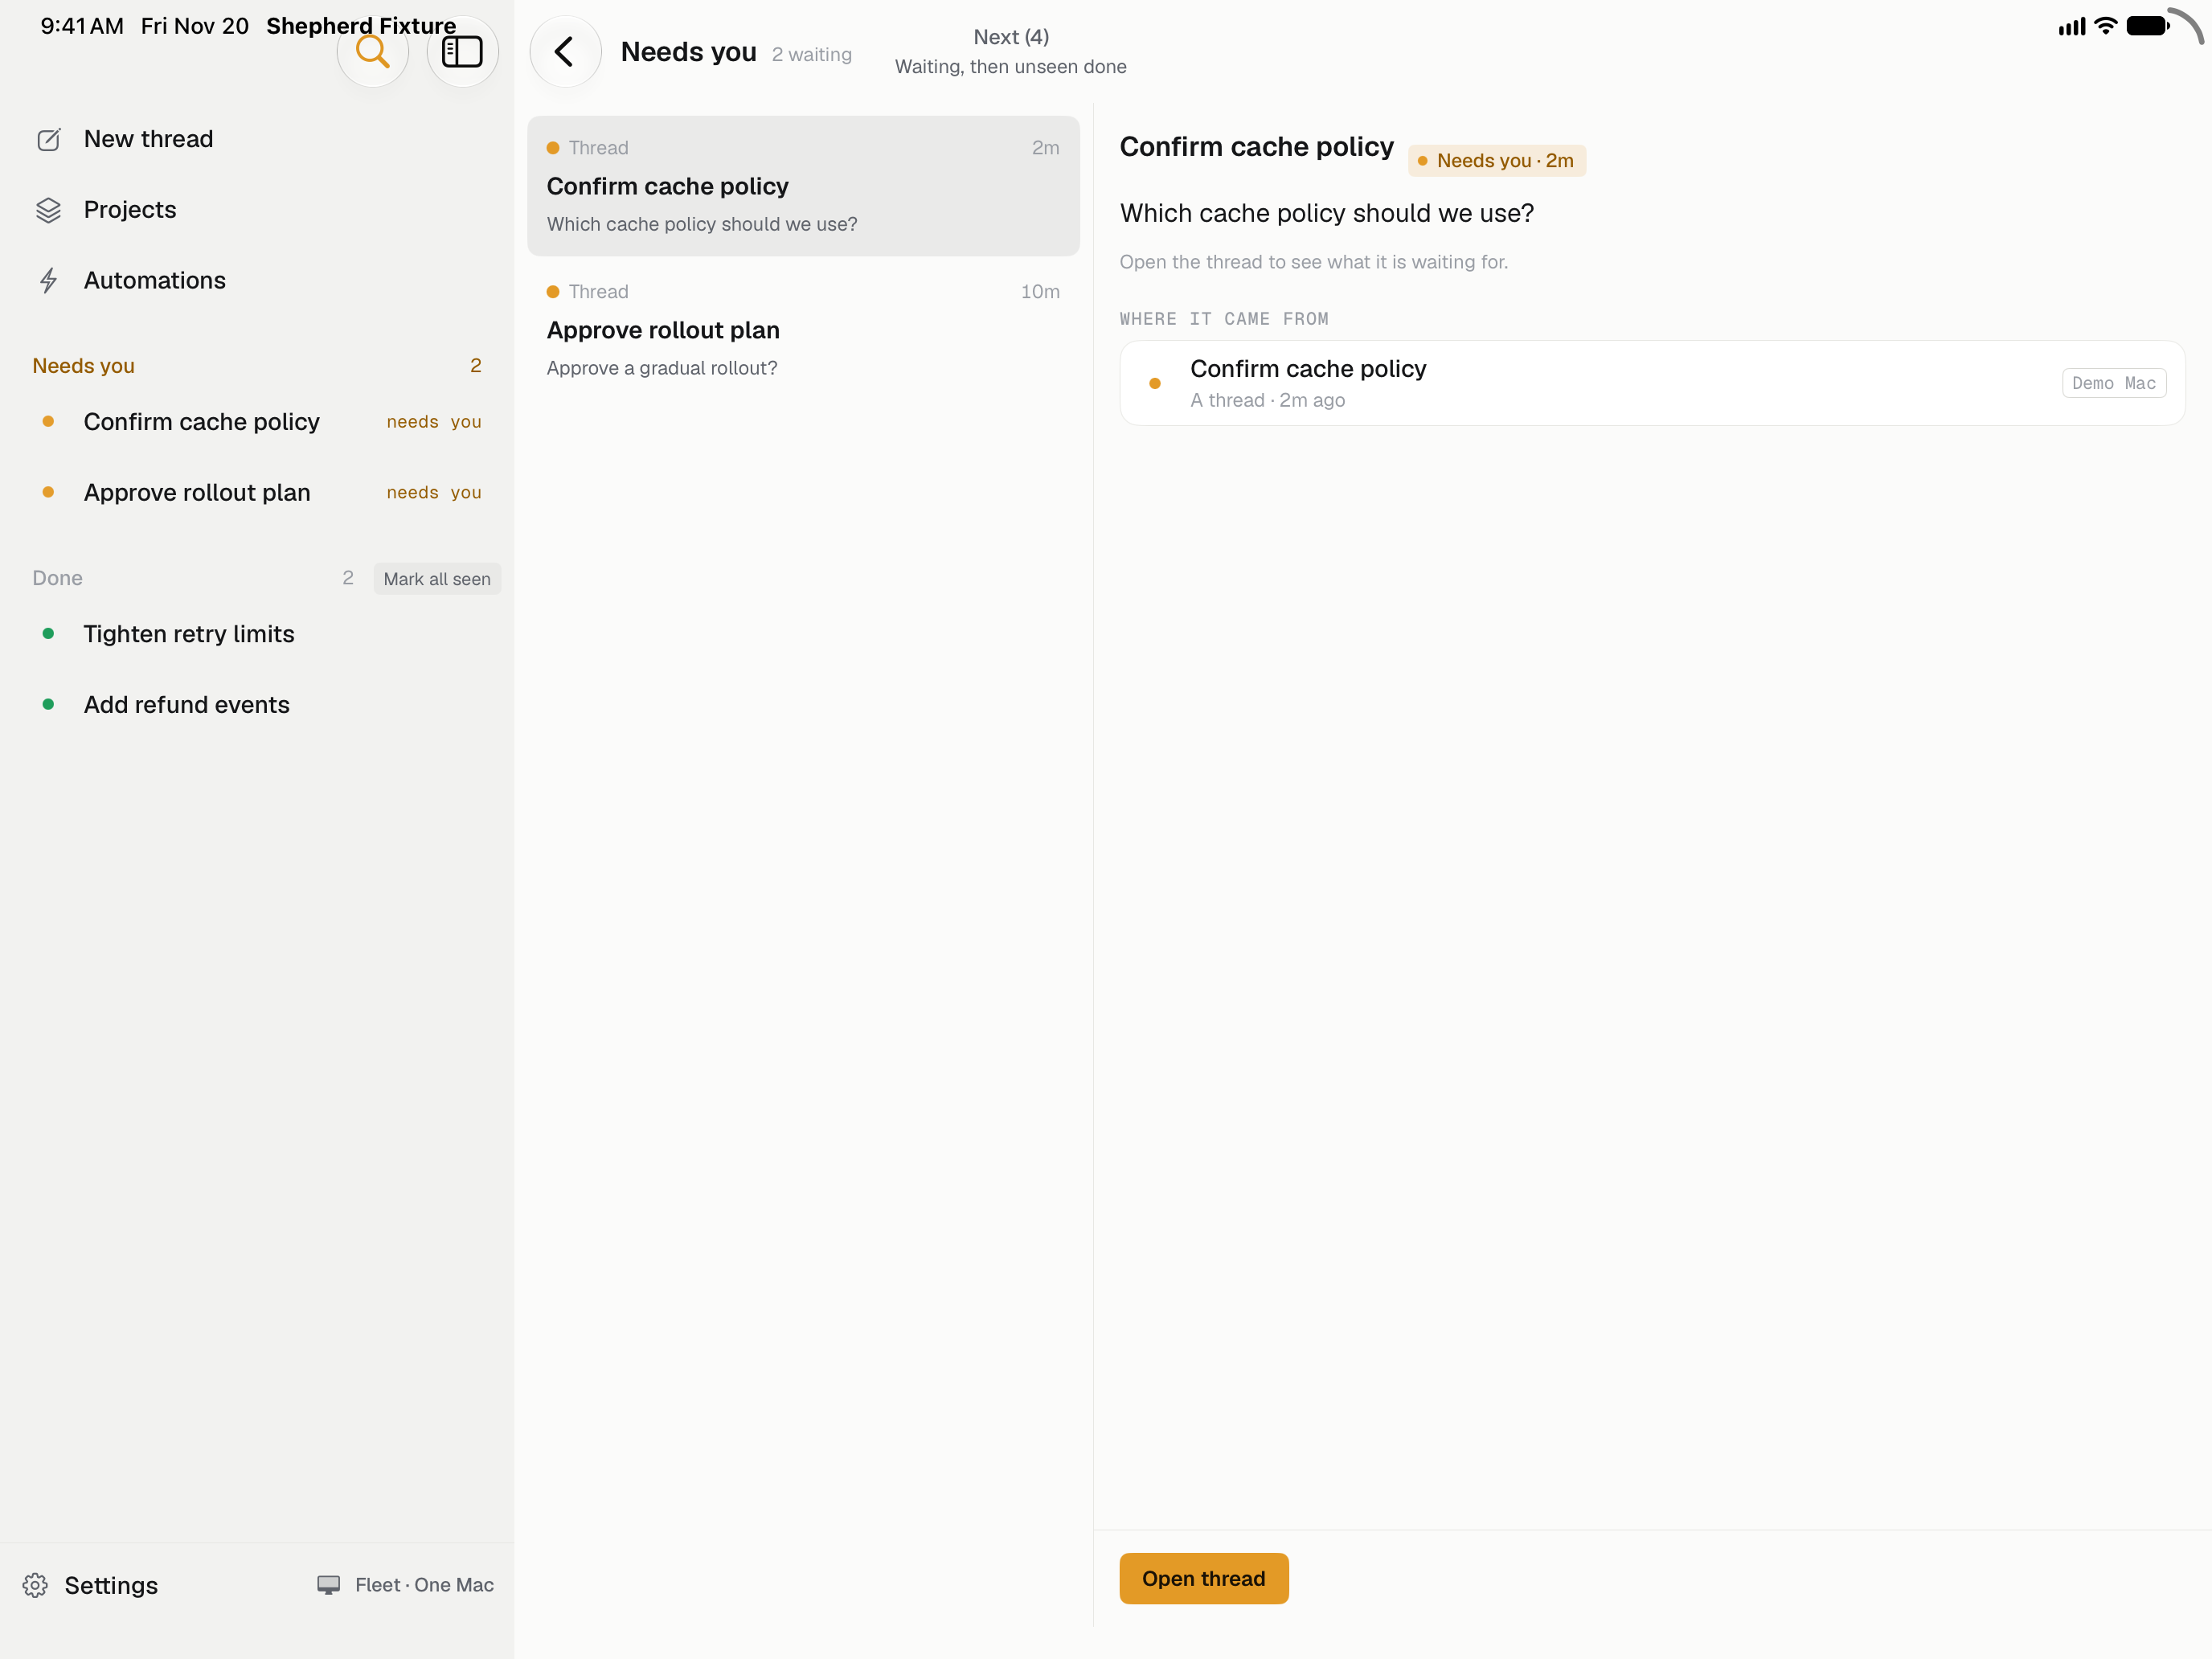 9:41 AM Fri Nov 20 Shepherd Fixture
New thread
Projects
Automations
Needs you 2
Confirm cache policy needs you
Approve rollout plan needs you
Done 2 Mark all seen
Tighten retry limits
Add refund events
Settings Fleet · One Mac
Needs you 2 waiting
Next (4)
Waiting, then unseen done
Thread 2m
Confirm cache policy
Which cache policy should we use?
Thread 10m
Approve rollout plan
Approve a gradual rollout?
Confirm cache policy Needs you · 2m
Which cache policy should we use?
Open the thread to see what it is waiting for.
WHERE IT CAME FROM
Confirm cache policy
A thread · 2m ago
Demo Mac
Open thread